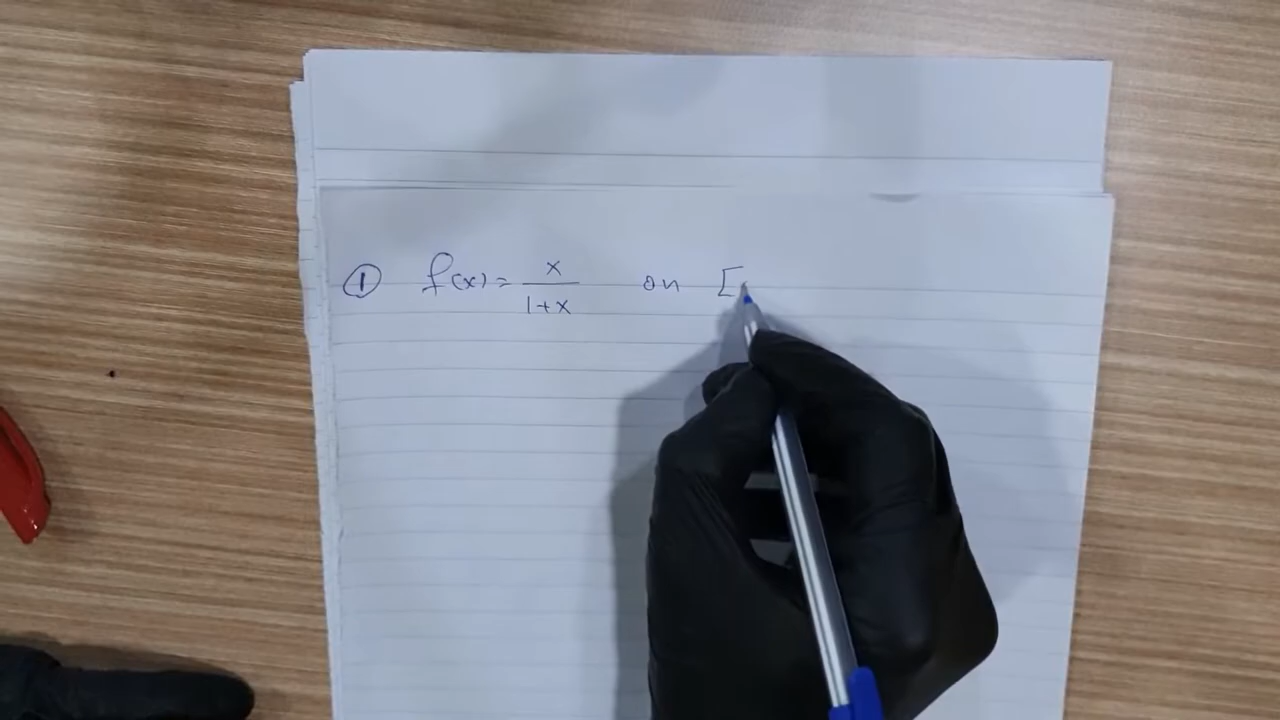 ① f(x) = x/(1+x) on [